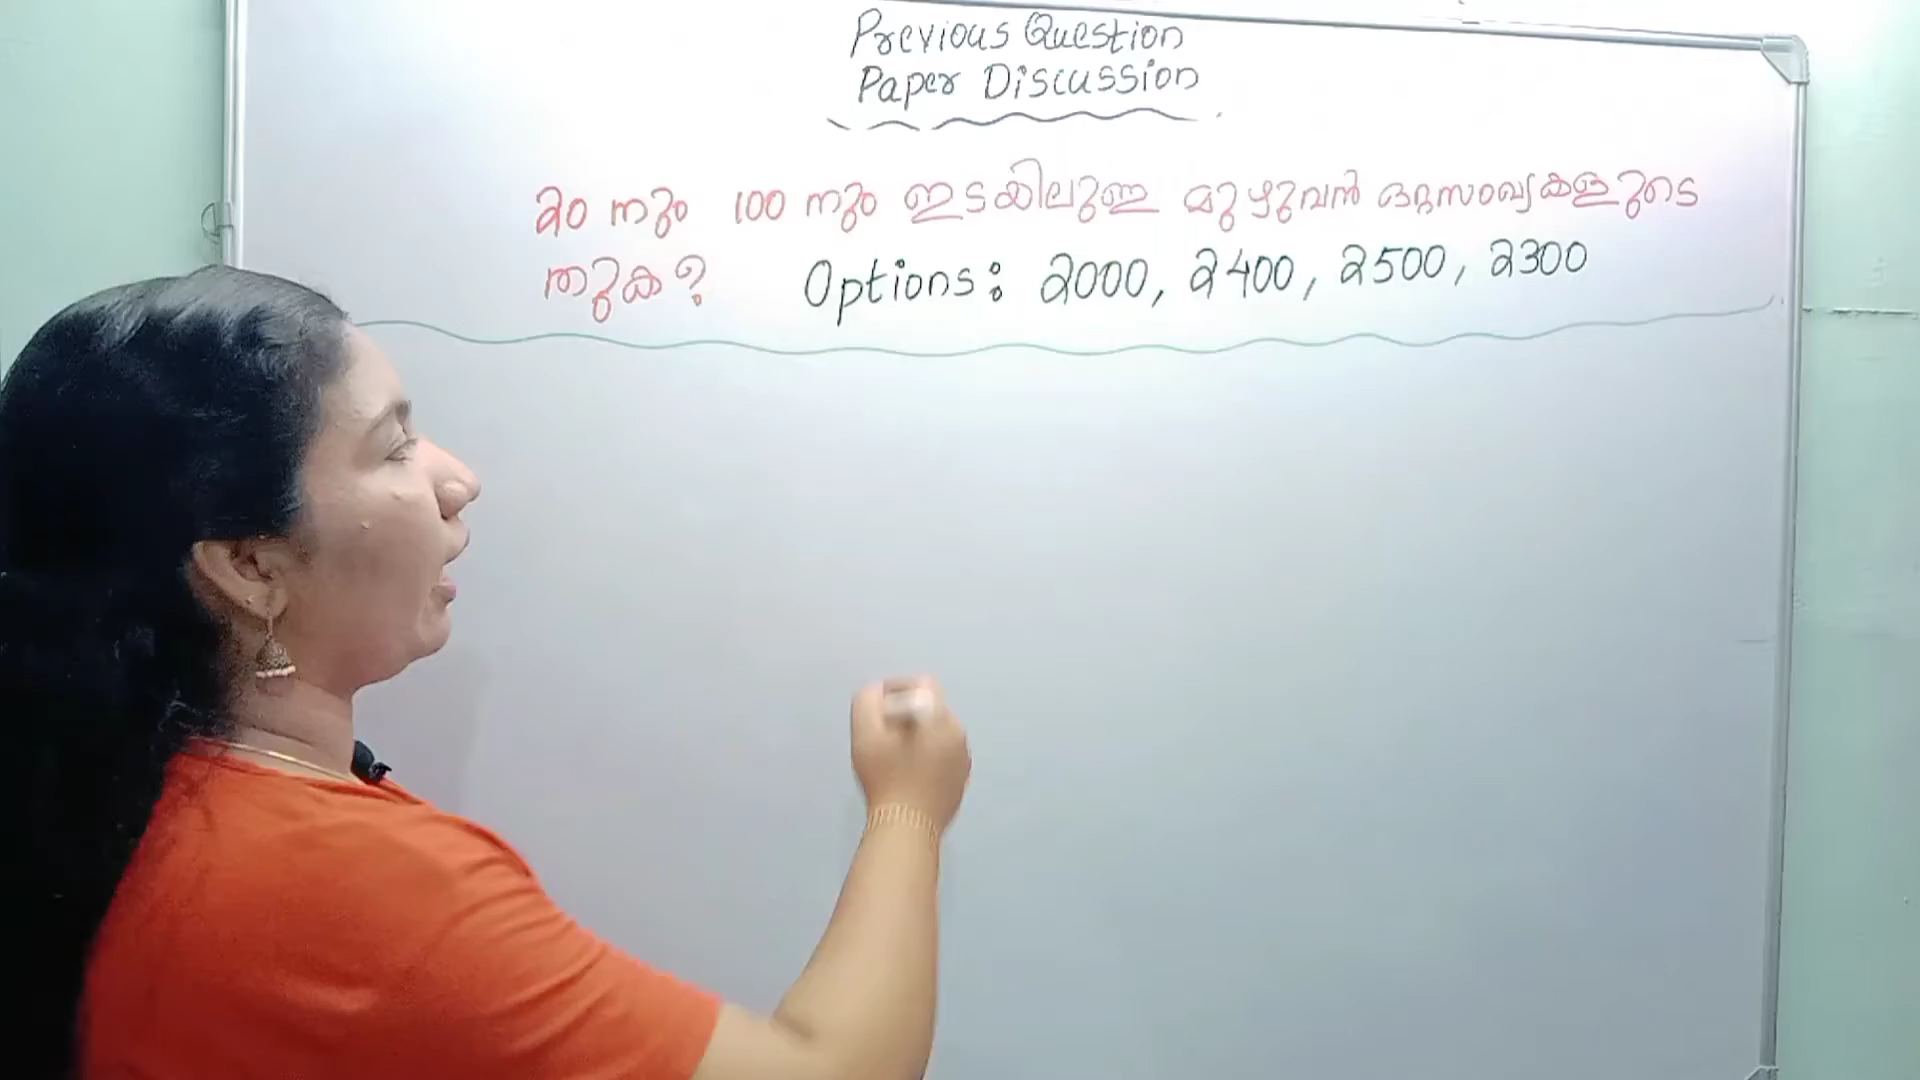 Previous Question
Paper Discussion
20 നും 100 നും ഇടയിലുള്ള മുഴുവൻ ഒറ്റസംഖ്യകളുടെ
തുക?  Options: 2000, 2400, 2500, 2300